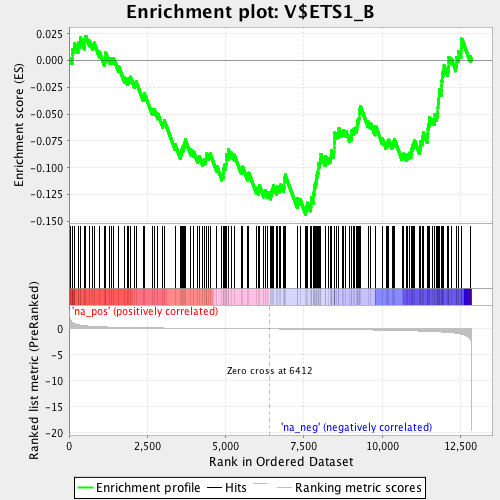 Enrichment plot: V$ETS1_B
Enrichment score (ES)
0.025
0.000
-0.025
-0.050
-0.075
-0.100
-0.125
-0.150
'na_pos' (positively correlated)
Ranked list metric (PreRanked)
0
-5
-10
-15
-20
Zero cross at 6412
'na_neg' (negatively correlated)
0
2,500
5,000
7,500
10,000
12,500
Rank in Ordered Dataset
Enrichment profile
Hits
Ranking metric scores